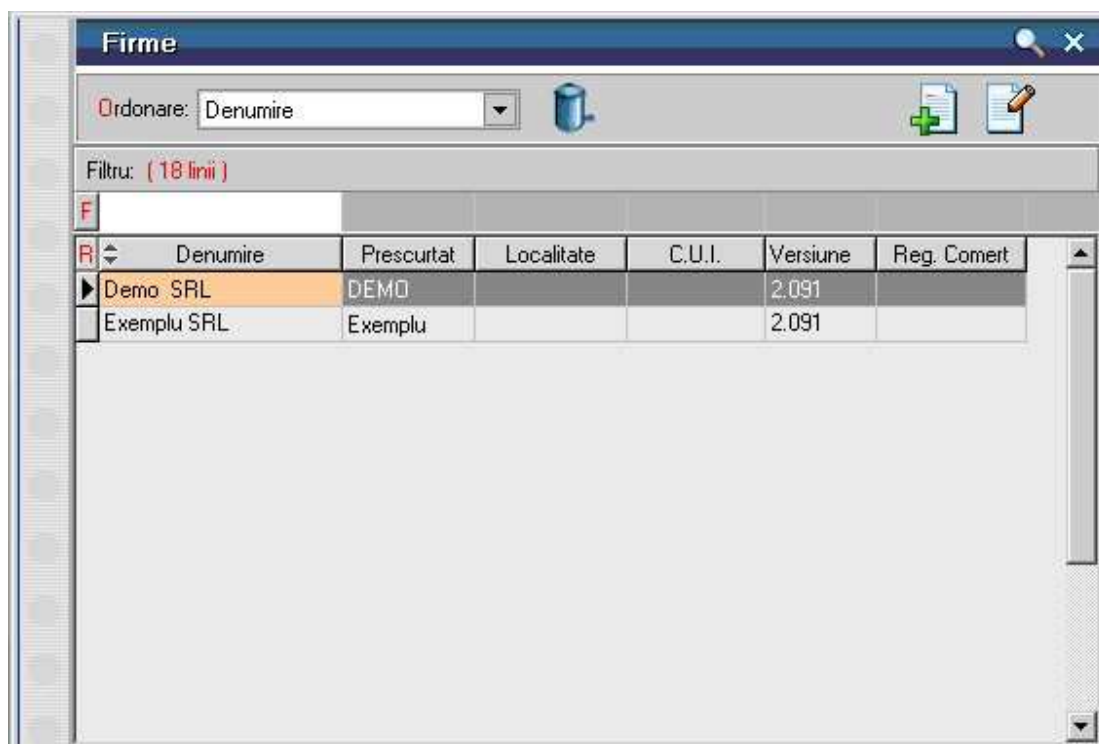 Firme
Ordonare: Denumire
Filtru: ( 18 linii )
F
R Denumire Prescurtat Localitate C.U.I. Versiune Reg. Comert
Demo SRL DEMO 2.091
Exemplu SRL Exemplu 2.091